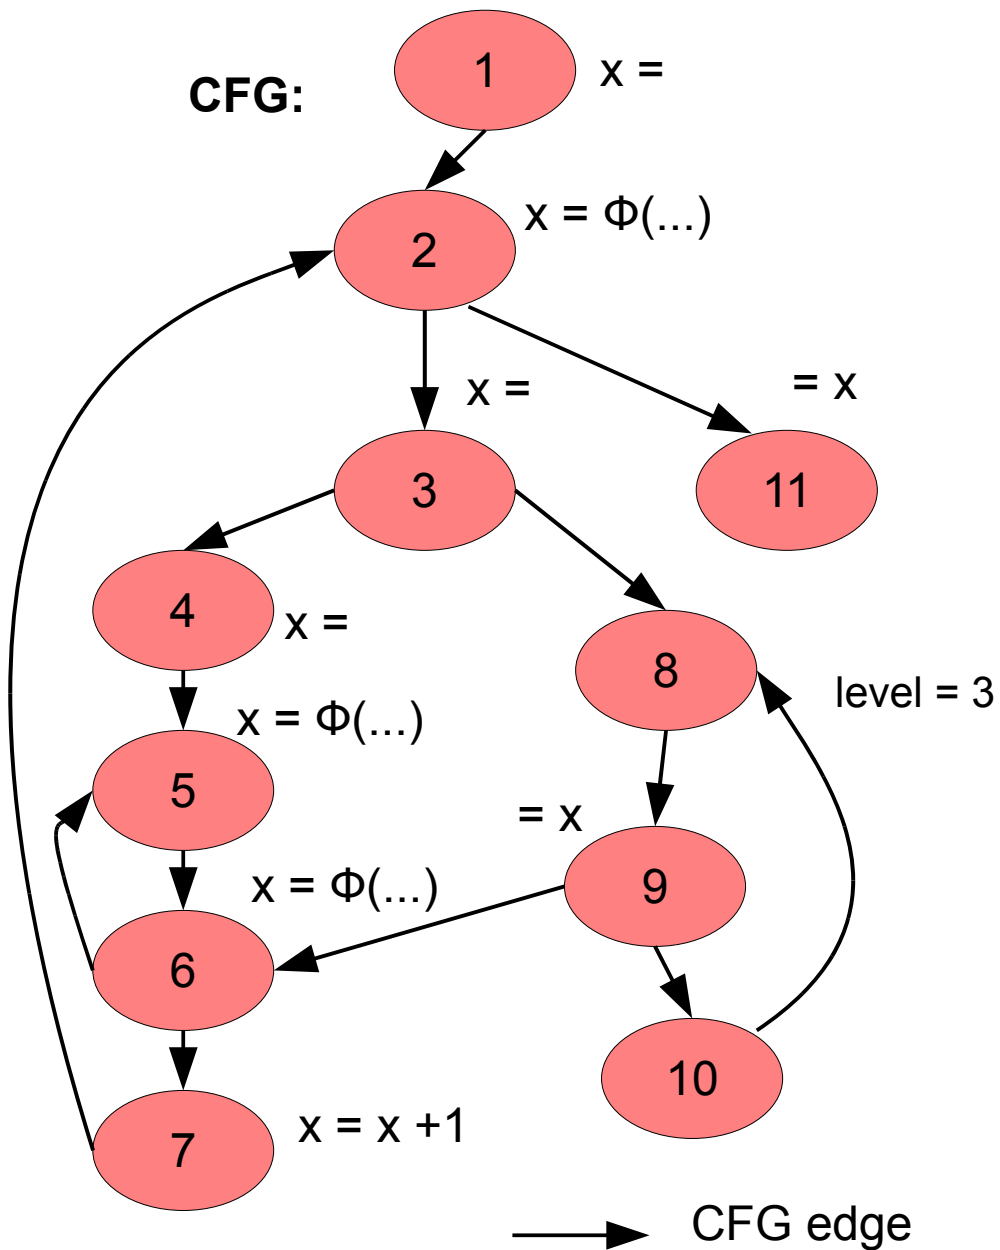 1
x =
CFG:
x = Φ(...)
2
x =
= x
3
11
4
x =
8
level = 3
x = Φ(...)
5
= x
x = Φ(...)
9
6
10
x = x +1
7
CFG edge